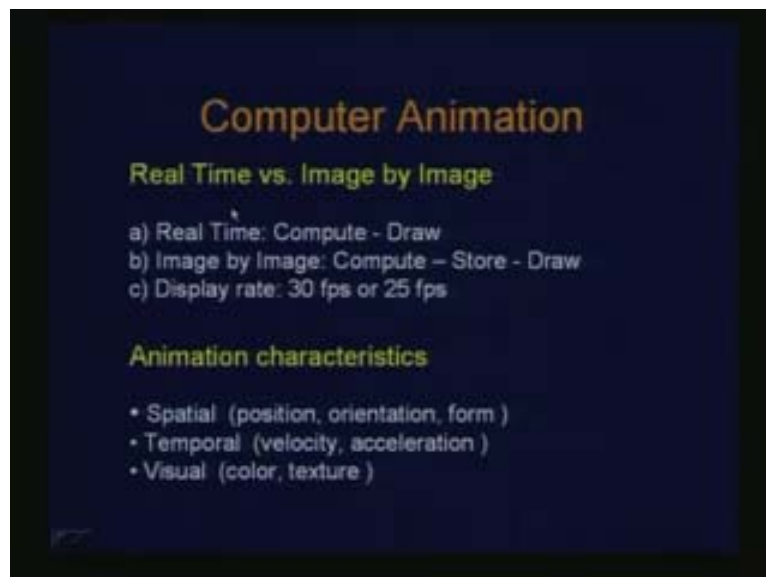 Computer Animation
Real Time vs. Image by Image
a) Real Time: Compute - Draw
b) Image by Image: Compute – Store - Draw
c) Display rate: 30 fps or 25 fps
Animation characteristics
• Spatial (position, orientation, form )
• Temporal (velocity, acceleration )
• Visual (color, texture )